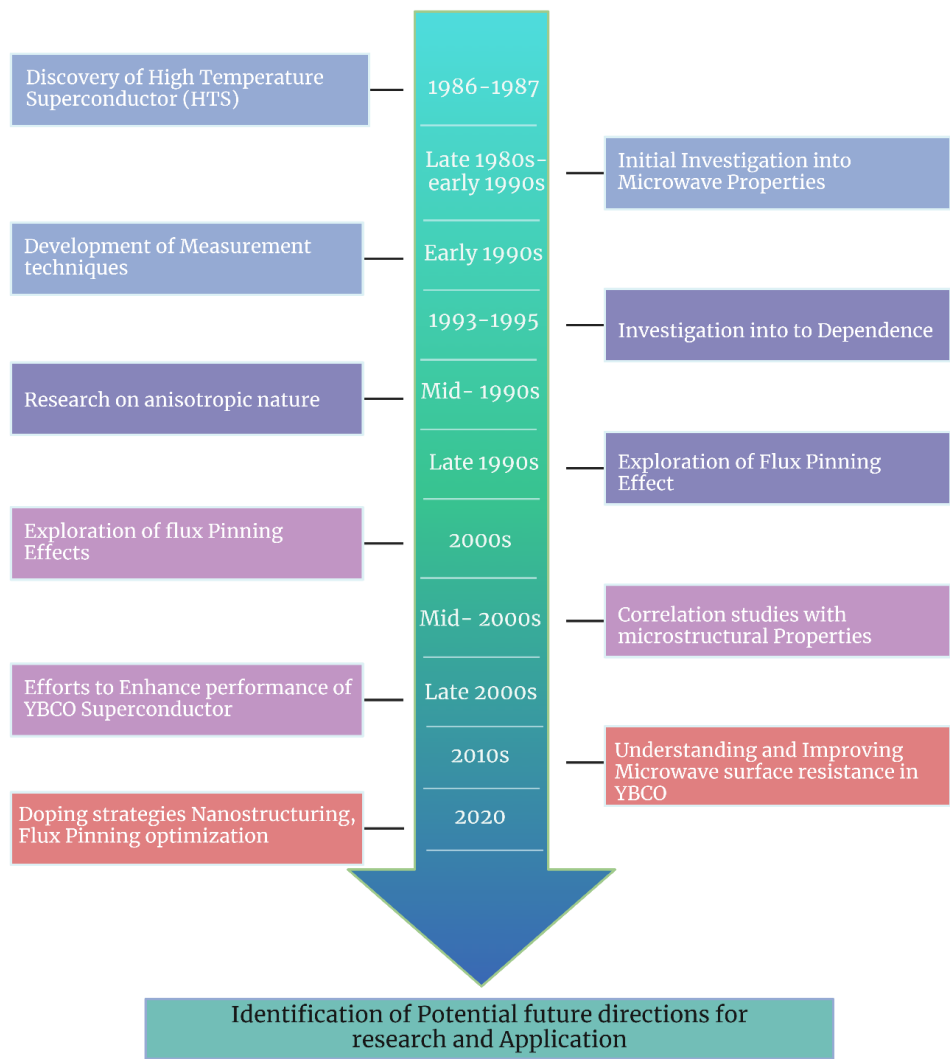 Discovery of High Temperature
Superconductor (HTS)
1986-1987
Late 1980s-
early 1990s
Initial Investigation into
Microwave Properties
Development of Measurement
techniques
Early 1990s
1993-1995
Investigation into to Dependence
Research on anisotropic nature
Mid- 1990s
Late 1990s
Exploration of Flux Pinning
Effect
Exploration of flux Pinning
Effects
2000s
Mid- 2000s
Correlation studies with
microstructural Properties
Efforts to Enhance performance of
YBCO Superconductor
Late 2000s
2010s
Understanding and Improving
Microwave surface resistance in
YBCO
Doping strategies Nanostructuring,
Flux Pinning optimization
2020
Identification of Potential future directions for
research and Application